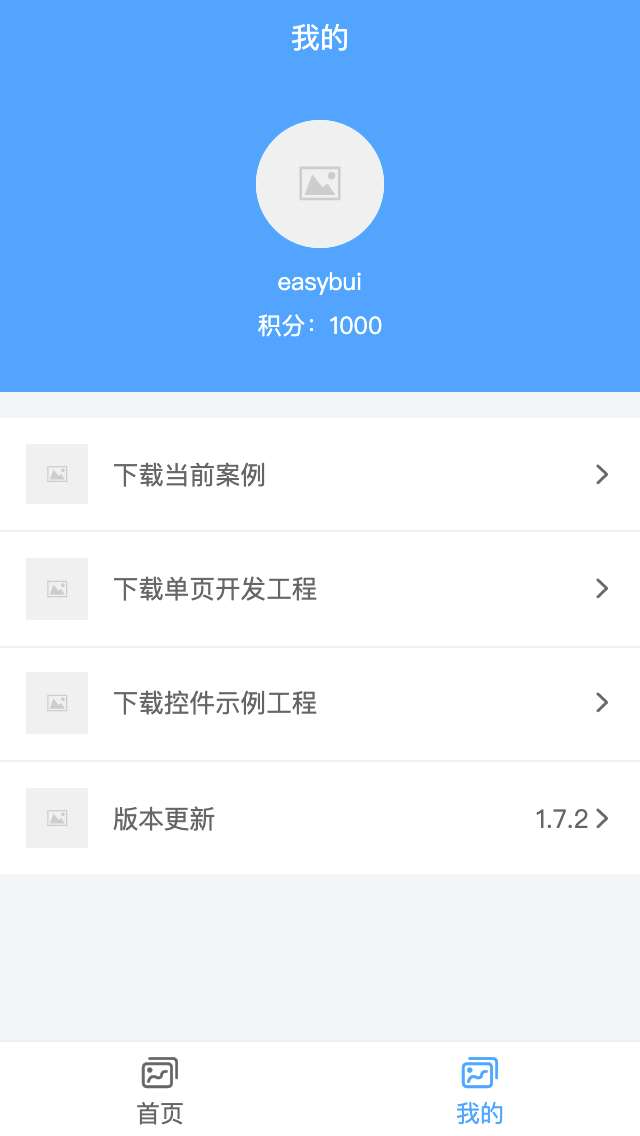 我的
easybui
积分：1000
下载当前案例
下载单页开发工程
下载控件示例工程
版本更新 1.7.2
首页 我的